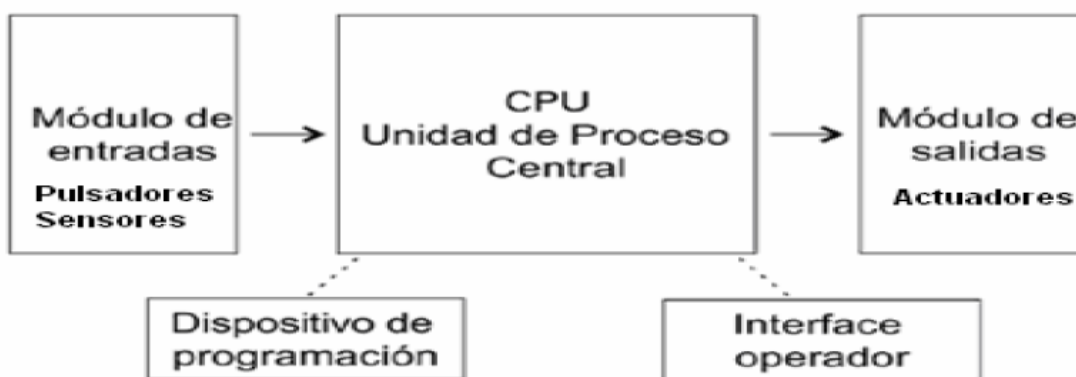 Módulo de
entradas
Pulsadores
Sensores
CPU
Unidad de Proceso
Central
Módulo de
salidas
Actuadores
Dispositivo de
programación
Interface
operador